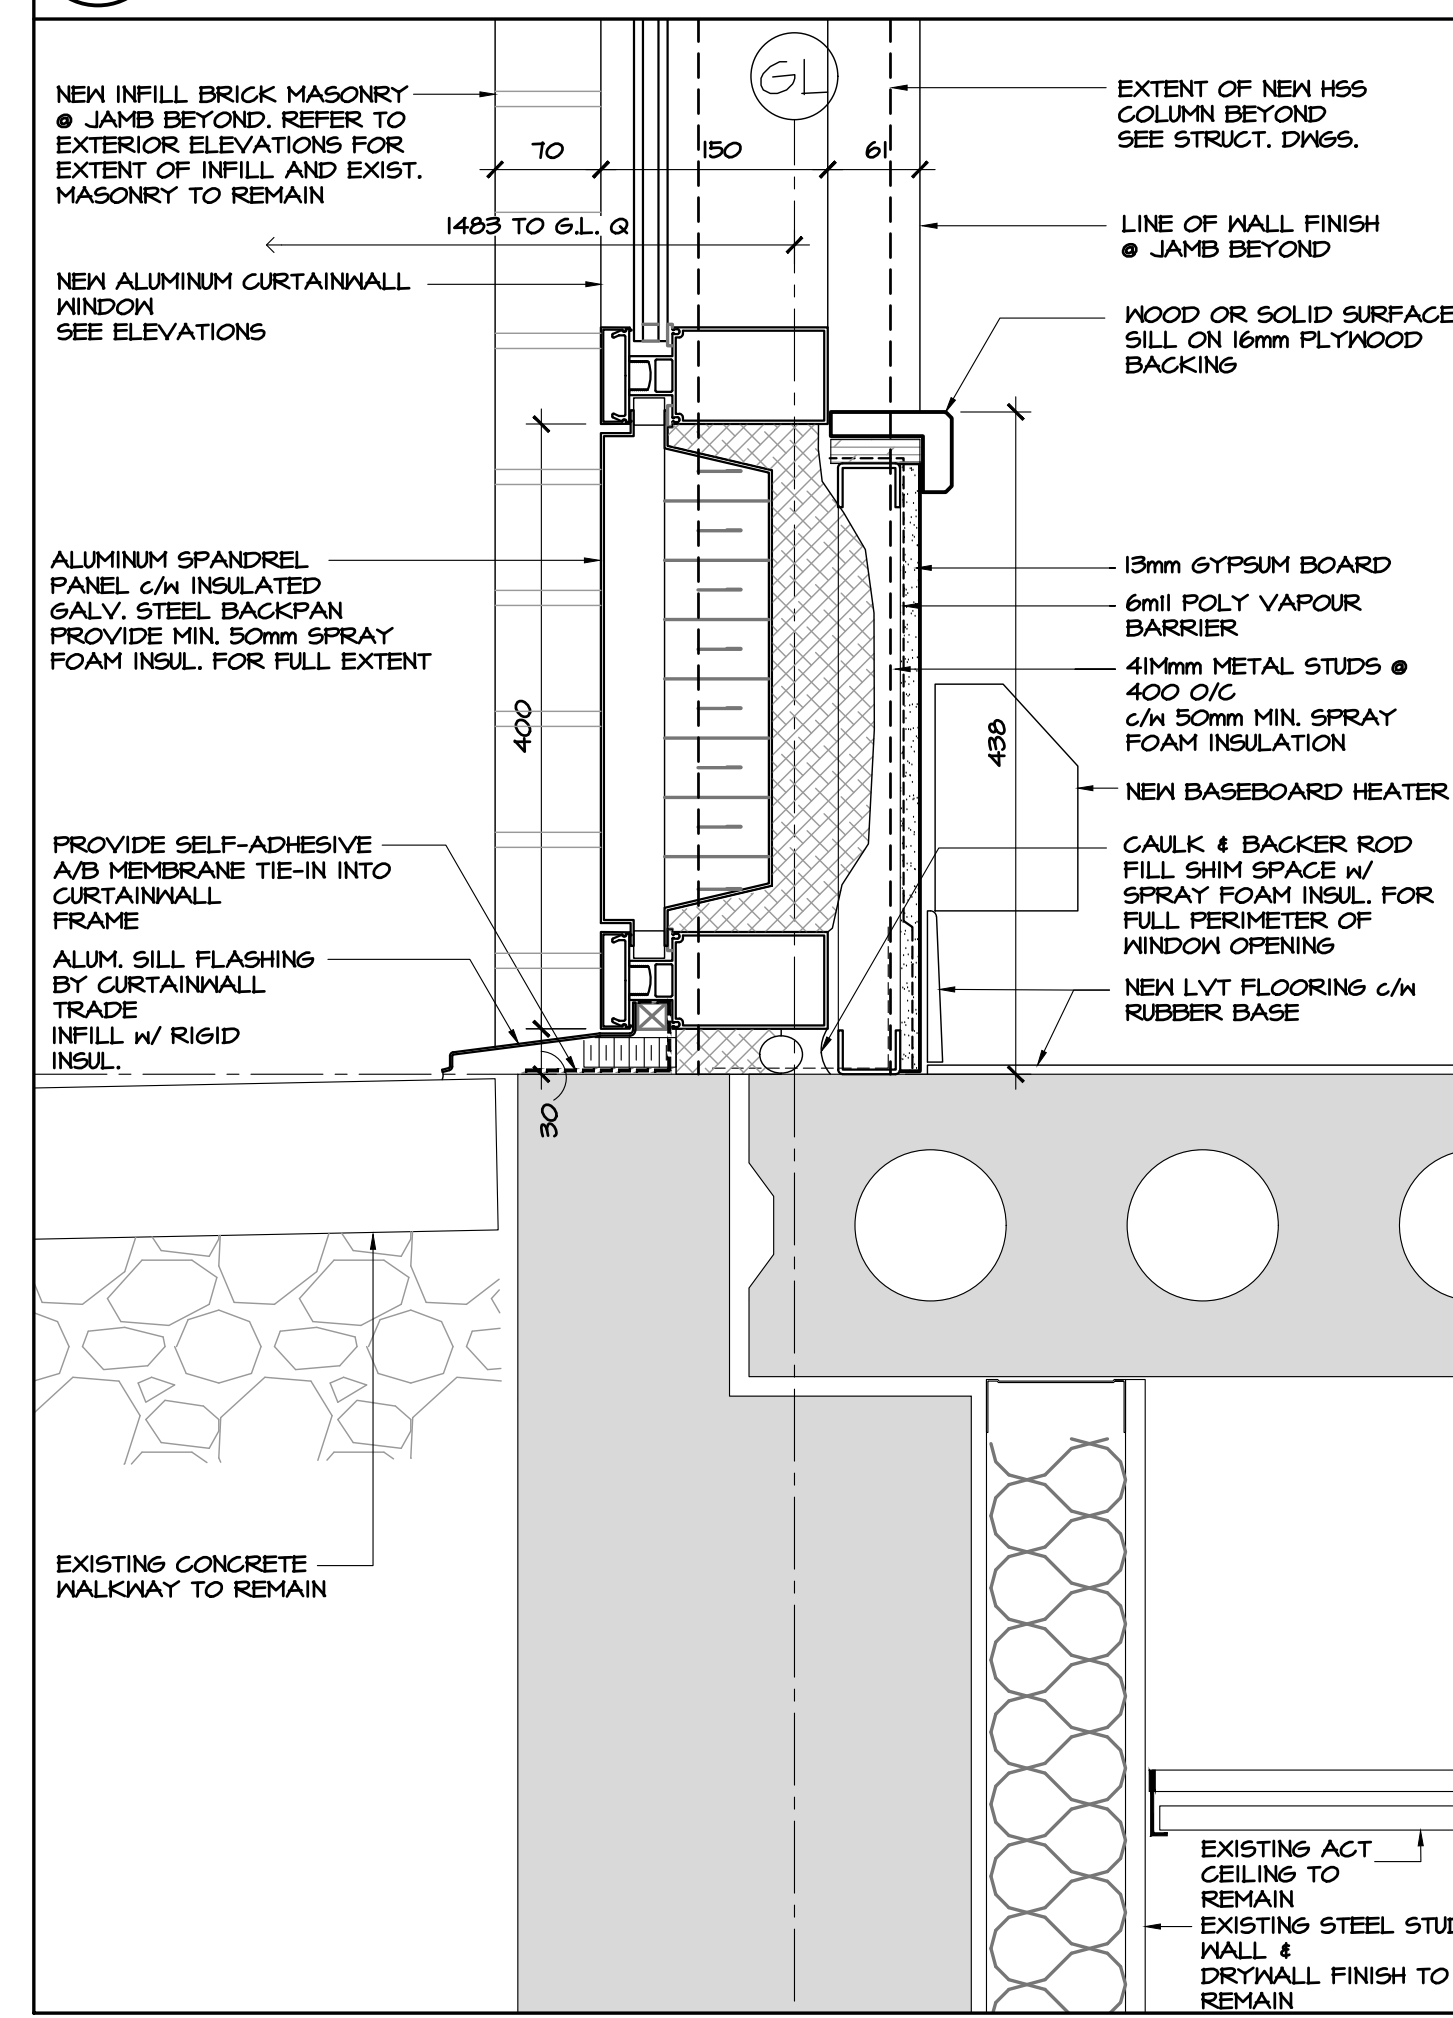 GL
NEW INFILL BRICK MASONRY
@ JAMB BEYOND. REFER TO
EXTERIOR ELEVATIONS FOR
EXTENT OF INFILL AND EXIST.
MASONRY TO REMAIN
70
150
61
1483 TO G.L. Q
EXTENT OF NEW HSS
COLUMN BEYOND
SEE STRUCT. DWGS.
LINE OF WALL FINISH
@ JAMB BEYOND
NEW ALUMINUM CURTAINWALL
WINDOW
SEE ELEVATIONS
WOOD OR SOLID SURFACE
SILL ON 16mm PLYWOOD
BACKING
ALUMINUM SPANDREL
PANEL c/w INSULATED
GALV. STEEL BACKPAN
PROVIDE MIN. 50mm SPRAY
FOAM INSUL. FOR FULL EXTENT
400
438
13mm GYPSUM BOARD
6mil POLY VAPOUR
BARRIER
41Mmm METAL STUDS @
400 O/C
c/w 50mm MIN. SPRAY
FOAM INSULATION
NEW BASEBOARD HEATER
PROVIDE SELF-ADHESIVE
A/B MEMBRANE TIE-IN INTO
CURTAINWALL
FRAME
CAULK & BACKER ROD
FILL SHIM SPACE w/
SPRAY FOAM INSUL. FOR
FULL PERIMETER OF
WINDOW OPENING
ALUM. SILL FLASHING
BY CURTAINWALL
TRADE
INFILL w/ RIGID
INSUL.
NEW LVT FLOORING c/w
RUBBER BASE
30
EXISTING CONCRETE
WALKWAY TO REMAIN
EXISTING ACT
CEILING TO
REMAIN
EXISTING STEEL STUD
WALL &
DRYWALL FINISH TO
REMAIN